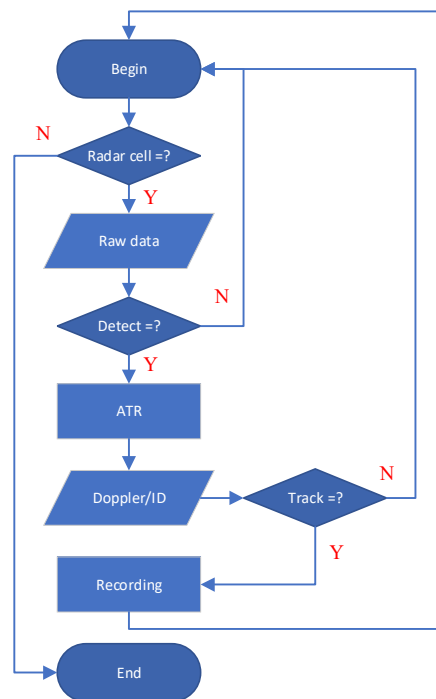 Begin
N
Radar cell =?
Y
Raw data
N
Detect =?
Y
ATR
N
Doppler/ID
Track =?
Y
Recording
End